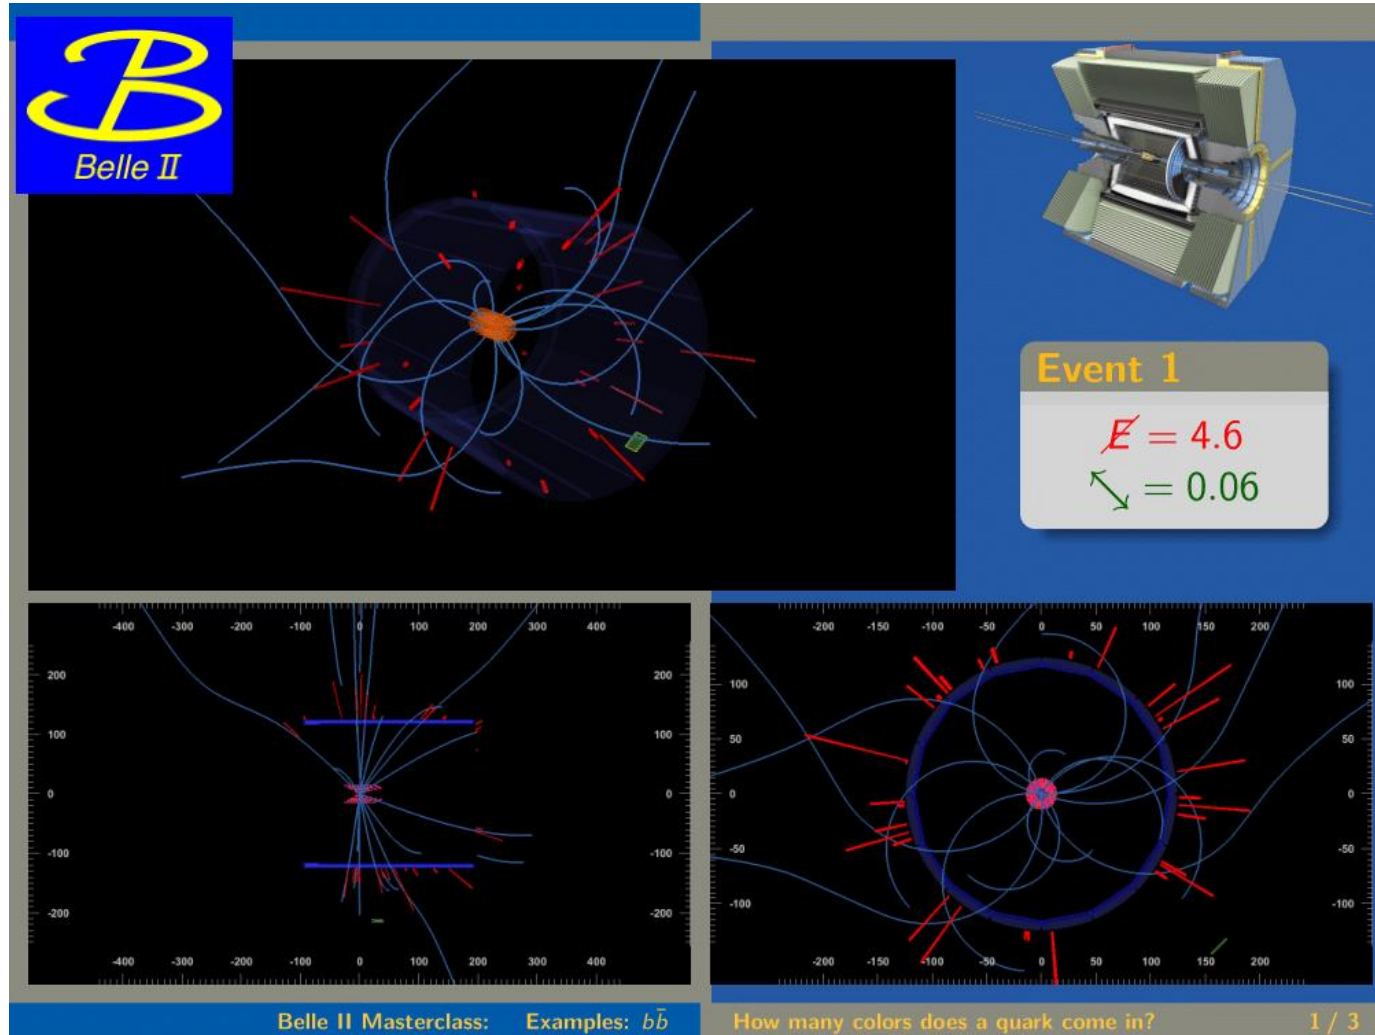 Belle II
Event 1
E̸ = 4.6
⤡ = 0.06
-400 -300 -200 -100 0 100 200 300 400
200
100
0
-100
-200
200
100
0
-100
-200
-400 -300 -200 -100 0 100 200 300 400
-200 -150 -100 -50 0 50 100 150 200
100
50
0
-50
-100
100
50
0
-50
-100
-200 -150 -100 -50 0 50 100 150 200
Belle II Masterclass: Examples: bb̄
How many colors does a quark come in?
1 / 3